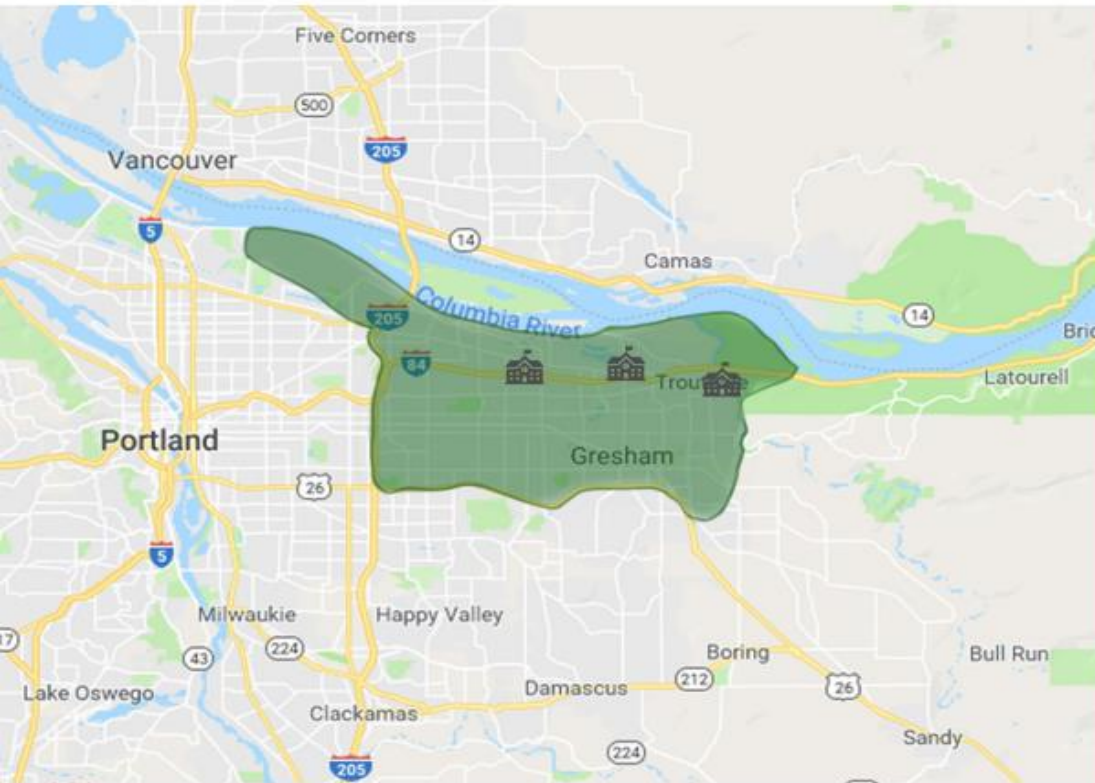 Five Corners
500
205
Vancouver
5
14
Camas
14
205
Columbia River
84
Latourell
Portland
Gresham
26
5
Milwaukie
Happy Valley
224
43
Boring
Bull Run
212
26
Lake Oswego
Damascus
Clackamas
Sandy
224
205